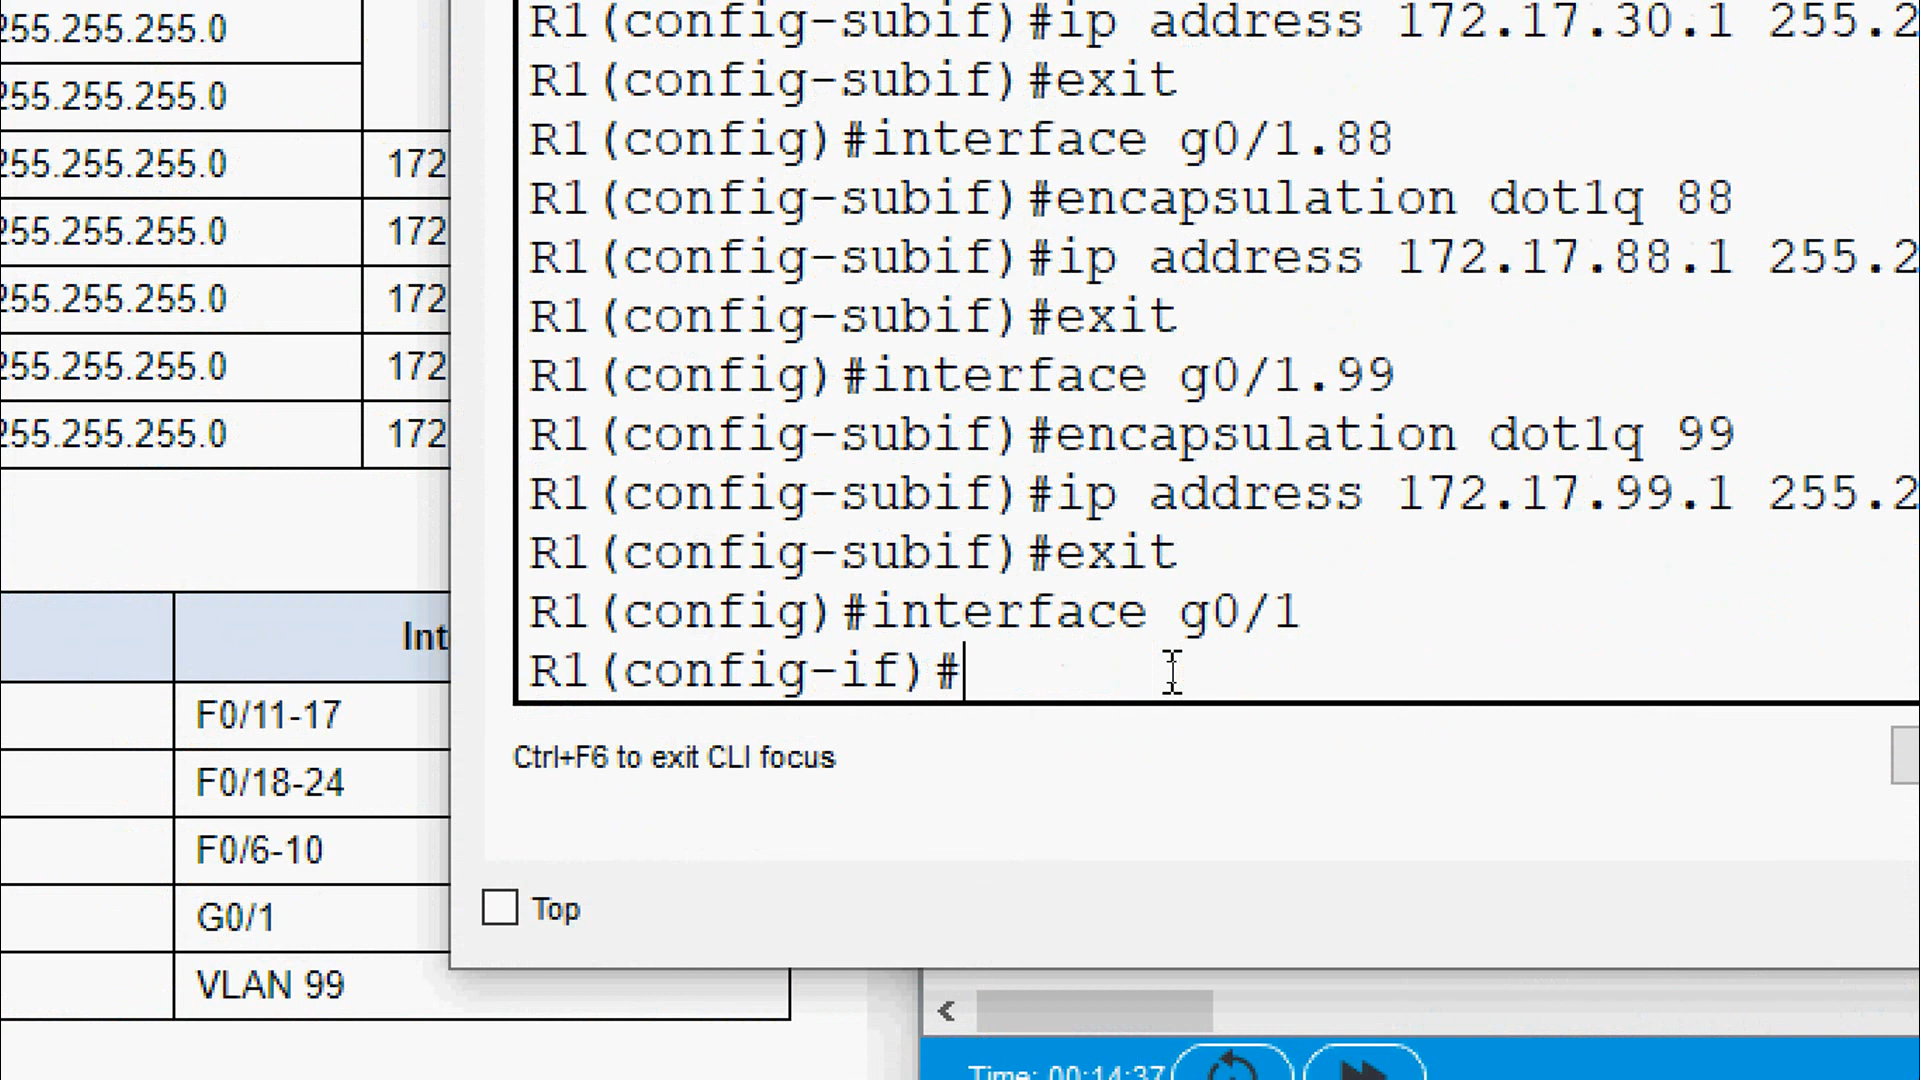 255.255.255.0
255.255.255.0
255.255.255.0 172
255.255.255.0 172
255.255.255.0 172
255.255.255.0 172
255.255.255.0 172
Int
F0/11-17
F0/18-24
F0/6-10
G0/1
VLAN 99
R1(config-subif)#ip address 172.17.30.1 255.2
R1(config-subif)#exit
R1(config)#interface g0/1.88
R1(config-subif)#encapsulation dot1q 88
R1(config-subif)#ip address 172.17.88.1 255.2
R1(config-subif)#exit
R1(config)#interface g0/1.99
R1(config-subif)#encapsulation dot1q 99
R1(config-subif)#ip address 172.17.99.1 255.2
R1(config-subif)#exit
R1(config)#interface g0/1
R1(config-if)#
Ctrl+F6 to exit CLI focus
Top
Time: 00:14:37